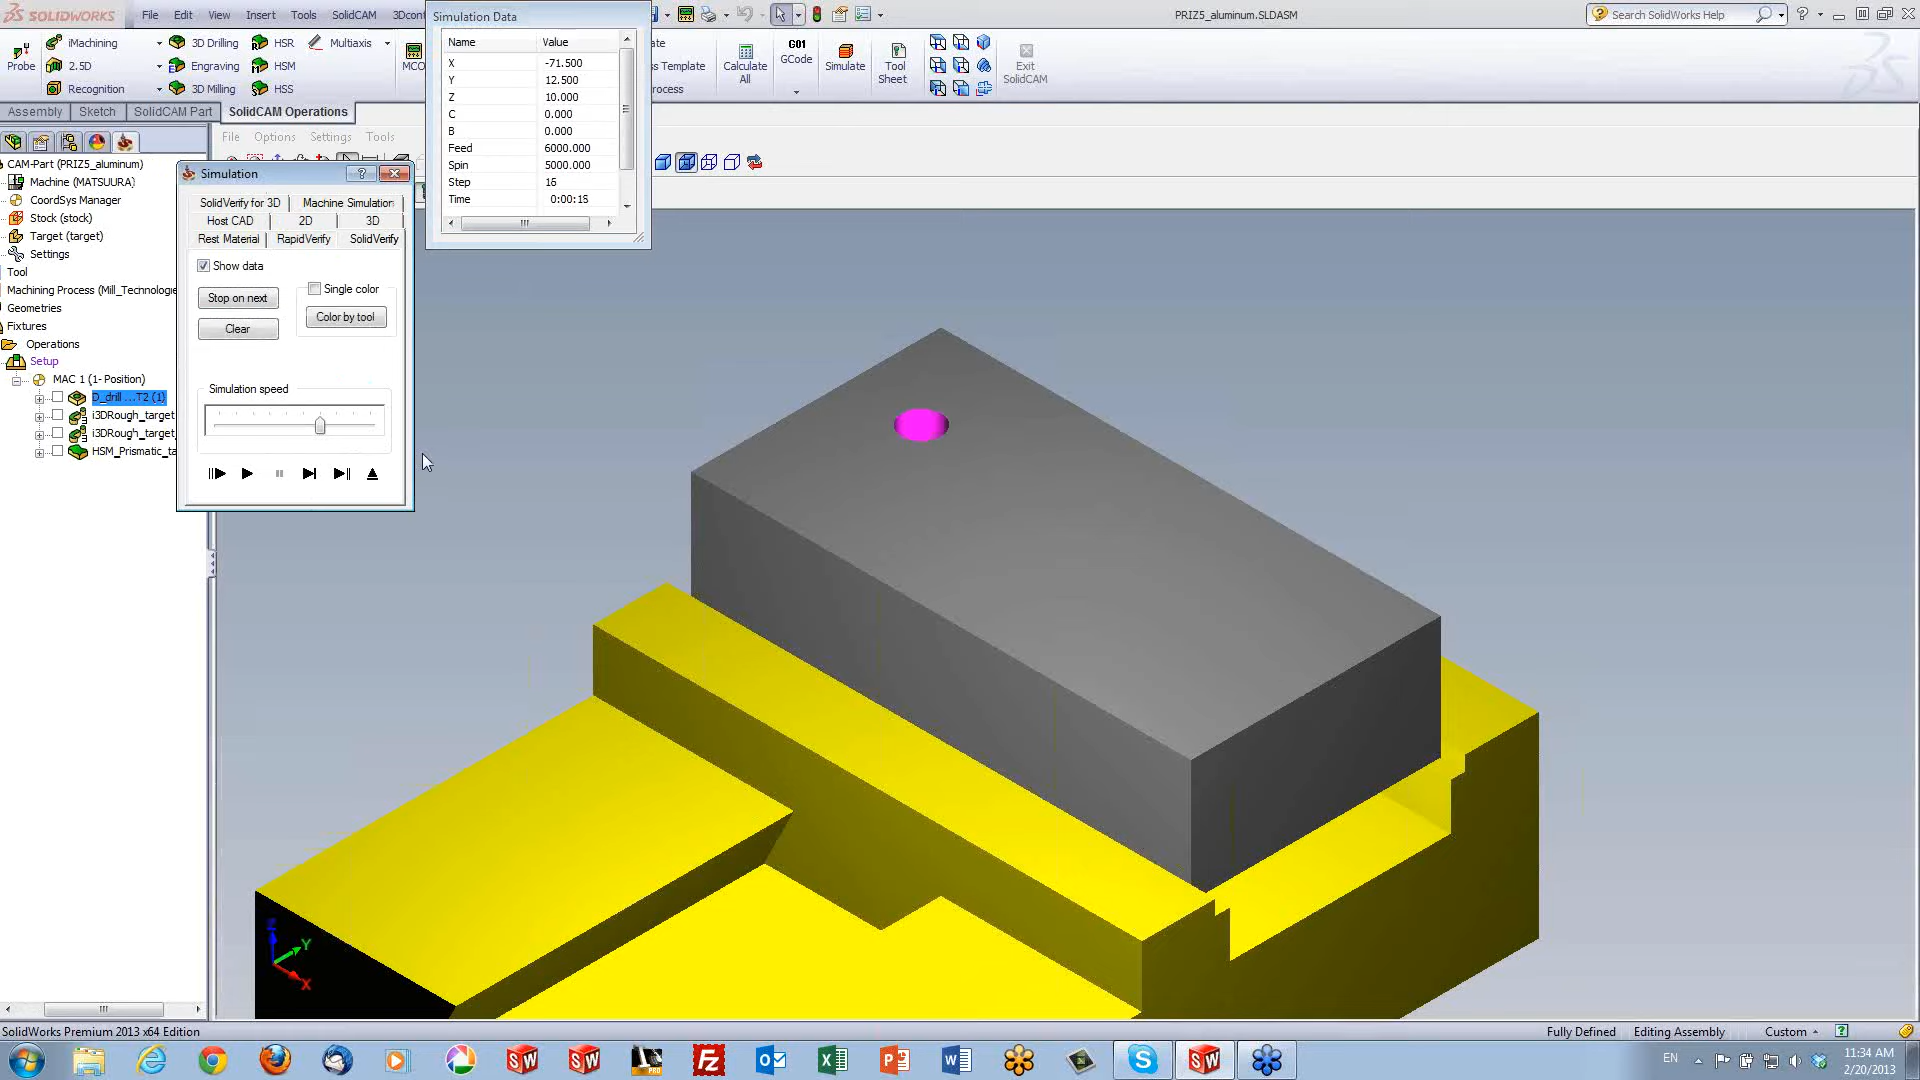 SOLIDWORKS File Edit View Insert Tools SolidCAM 3Dcont PRIZ5_aluminum.SLDASM Search SolidWorks Help
Simulation Data
Name Value
X -71.500
Y 12.500
Z 10.000
C 0.000
B 0.000
Feed 6000.000
Spin 5000.000
Step 16
Time 0:00:15
Probe
iMachining
2.5D
Recognition
3D Drilling
Engraving
3D Milling
HSR
HSM
HSS
Multiaxis
MCO
ate
ss Template
rocess
Calculate
All
G01
GCode
Simulate
Tool
Sheet
Exit
SolidCAM
Assembly Sketch SolidCAM Part SolidCAM Operations
File Options Settings Tools
CAM-Part (PRIZ5_aluminum)
Machine (MATSUURA)
CoordSys Manager
Stock (stock)
Target (target)
Settings
Tool
Machining Process (Mill_Technologie
Geometries
Fixtures
Operations
Setup
MAC 1 (1- Position)
D_drill ...T2 (1)
i3DRough_target
i3DRough_target_
HSM_Prismatic_ta
Simulation
SolidVerify for 3D Machine Simulation
Host CAD 2D 3D
Rest Material RapidVerify SolidVerify
Show data
Stop on next
Clear
Single color
Color by tool
Simulation speed
Z
Y
X
SolidWorks Premium 2013 x64 Edition
Fully Defined Editing Assembly Custom
EN
11:34 AM
2/20/2013